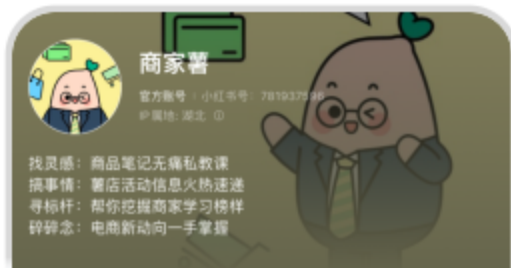 商家薯
官方账号 | 小红书号：781937596
IP属地：湖北
找灵感：商品笔记无痛私教课
搞事情：薯店活动信息火热速递
寻标杆：帮你挖掘商家学习榜样
碎碎念：电商新动向一手掌握